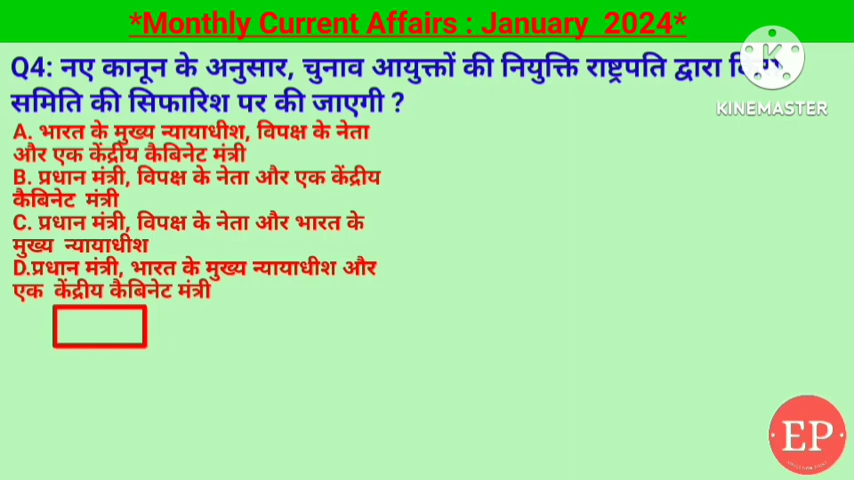 *Monthly Current Affairs : January 2024*
Q4: नए कानून के अनुसार, चुनाव आयुक्तों की नियुक्ति राष्ट्रपति द्वारा
समिति की सिफारिश पर की जाएगी ?
A. भारत के मुख्य न्यायाधीश, विपक्ष के नेता
और एक केंद्रीय कैबिनेट मंत्री
B. प्रधान मंत्री, विपक्ष के नेता और एक केंद्रीय
कैबिनेट मंत्री
C. प्रधान मंत्री, विपक्ष के नेता और भारत के
मुख्य न्यायाधीश
D.प्रधान मंत्री, भारत के मुख्य न्यायाधीश और
एक केंद्रीय कैबिनेट मंत्री
K
KINEMASTER
EP